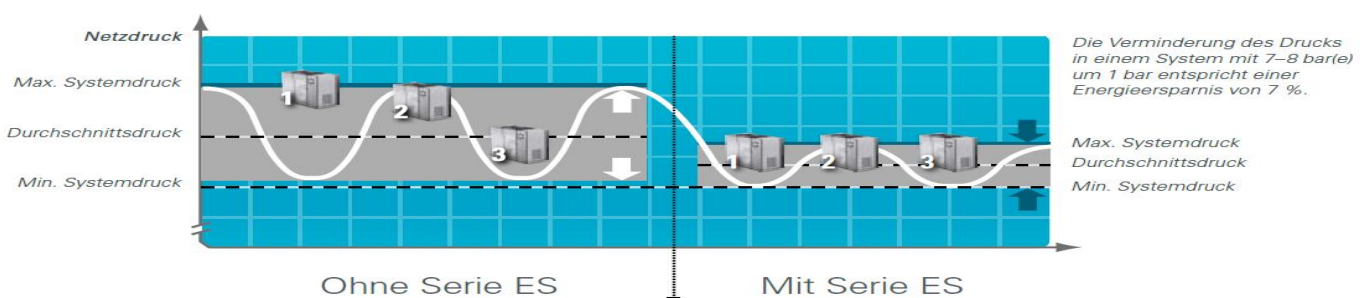 Netzdruck
Max. Systemdruck
Durchschnittsdruck
Min. Systemdruck
1
2
3
1
2
3
Die Verminderung des Drucks
in einem System mit 7–8 bar(e)
um 1 bar entspricht einer
Energieersparnis von 7 %.
Max. Systemdruck
Durchschnittsdruck
Min. Systemdruck
Ohne Serie ES
Mit Serie ES